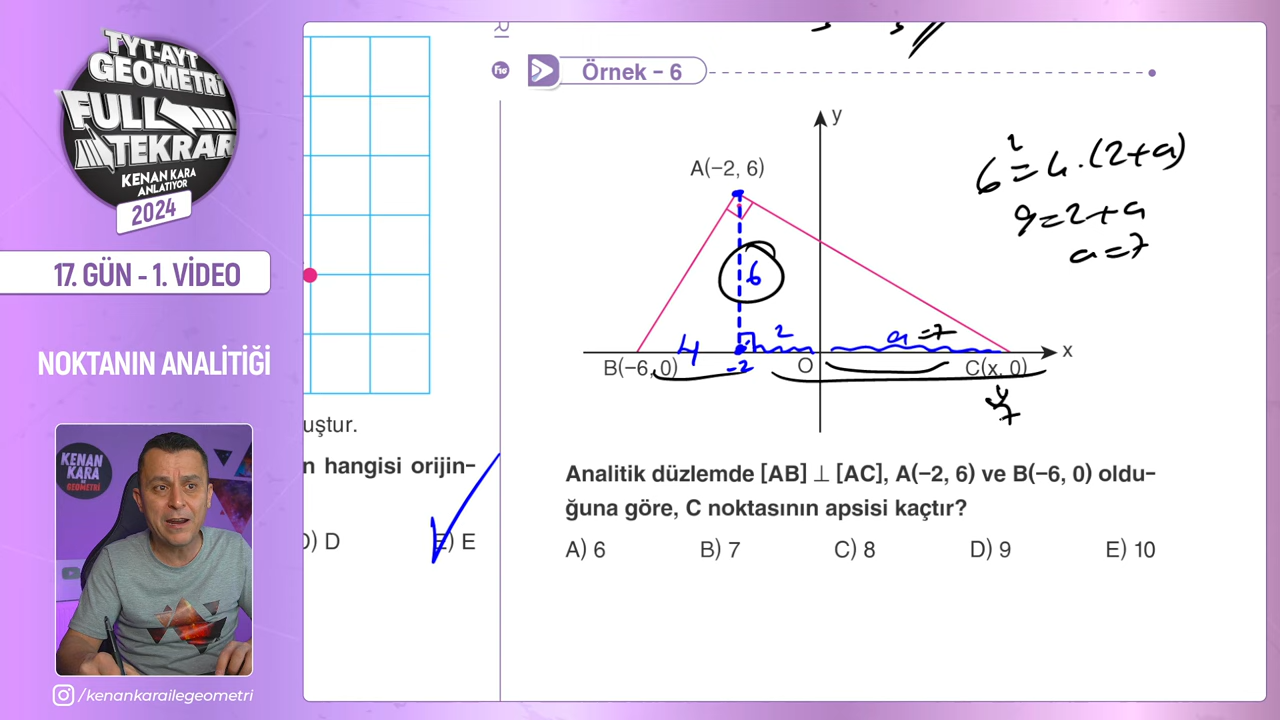 TYT-AYT
GEOMETRİ
FULL
TEKRAR
KENAN KARA
ANLATIYOR
2024
17. GÜN - 1. VİDEO
NOKTANIN ANALİTİĞİ
KENAN
KARA
GEOMETRİ
/kenankarailegeometri
uştur.
n hangisi orijin-
D) D
E) E
Örnek - 6
y
A(-2, 6)
6
4
2
a =7
x
B(-6, 0)
-2
O
C(x, 0)
7
6² = 4 . (2+a)
9=2+a
a=7
Analitik düzlemde [AB] ⊥ [AC], A(-2, 6) ve B(-6, 0) oldu-
ğuna göre, C noktasının apsisi kaçtır?
A) 6 B) 7 C) 8 D) 9 E) 10